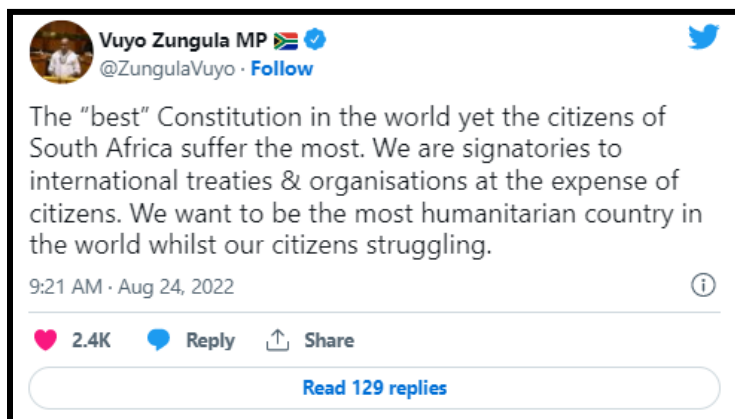 Vuyo Zungula MP 🇿🇦
@ZungulaVuyo · Follow
The “best” Constitution in the world yet the citizens of
South Africa suffer the most. We are signatories to
international treaties & organisations at the expense of
citizens. We want to be the most humanitarian country in
the world whilst our citizens struggling.
9:21 AM · Aug 24, 2022
2.4K Reply Share
Read 129 replies